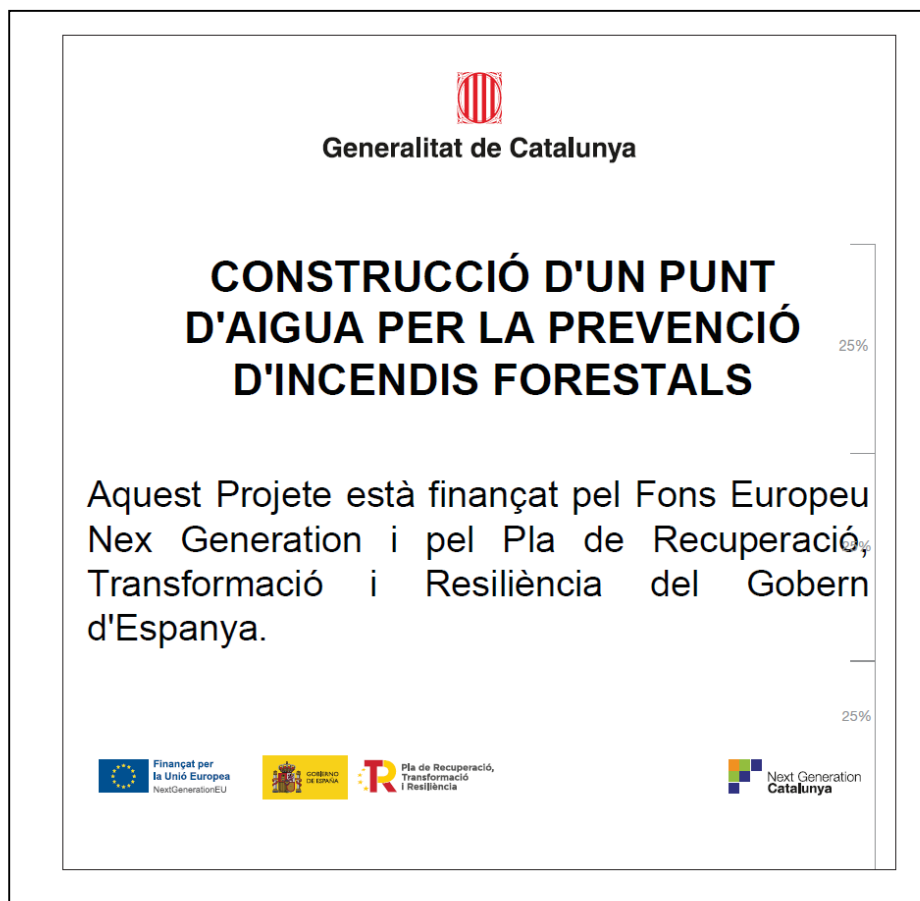 Generalitat de Catalunya
CONSTRUCCIÓ D'UN PUNT
D'AIGUA PER LA PREVENCIÓ
D'INCENDIS FORESTALS
25%
Aquest Projete està finançat pel Fons Europeu
Nex Generation i pel Pla de Recuperació,
25%
Transformació i Resiliència del Gobern
d'Espanya.
25%
Finançat per
la Unió Europea
NextGenerationEU
GOBIERNO
DE ESPAÑA
Pla de Recuperació,
Transformació
i Resiliència
Next Generation
Catalunya